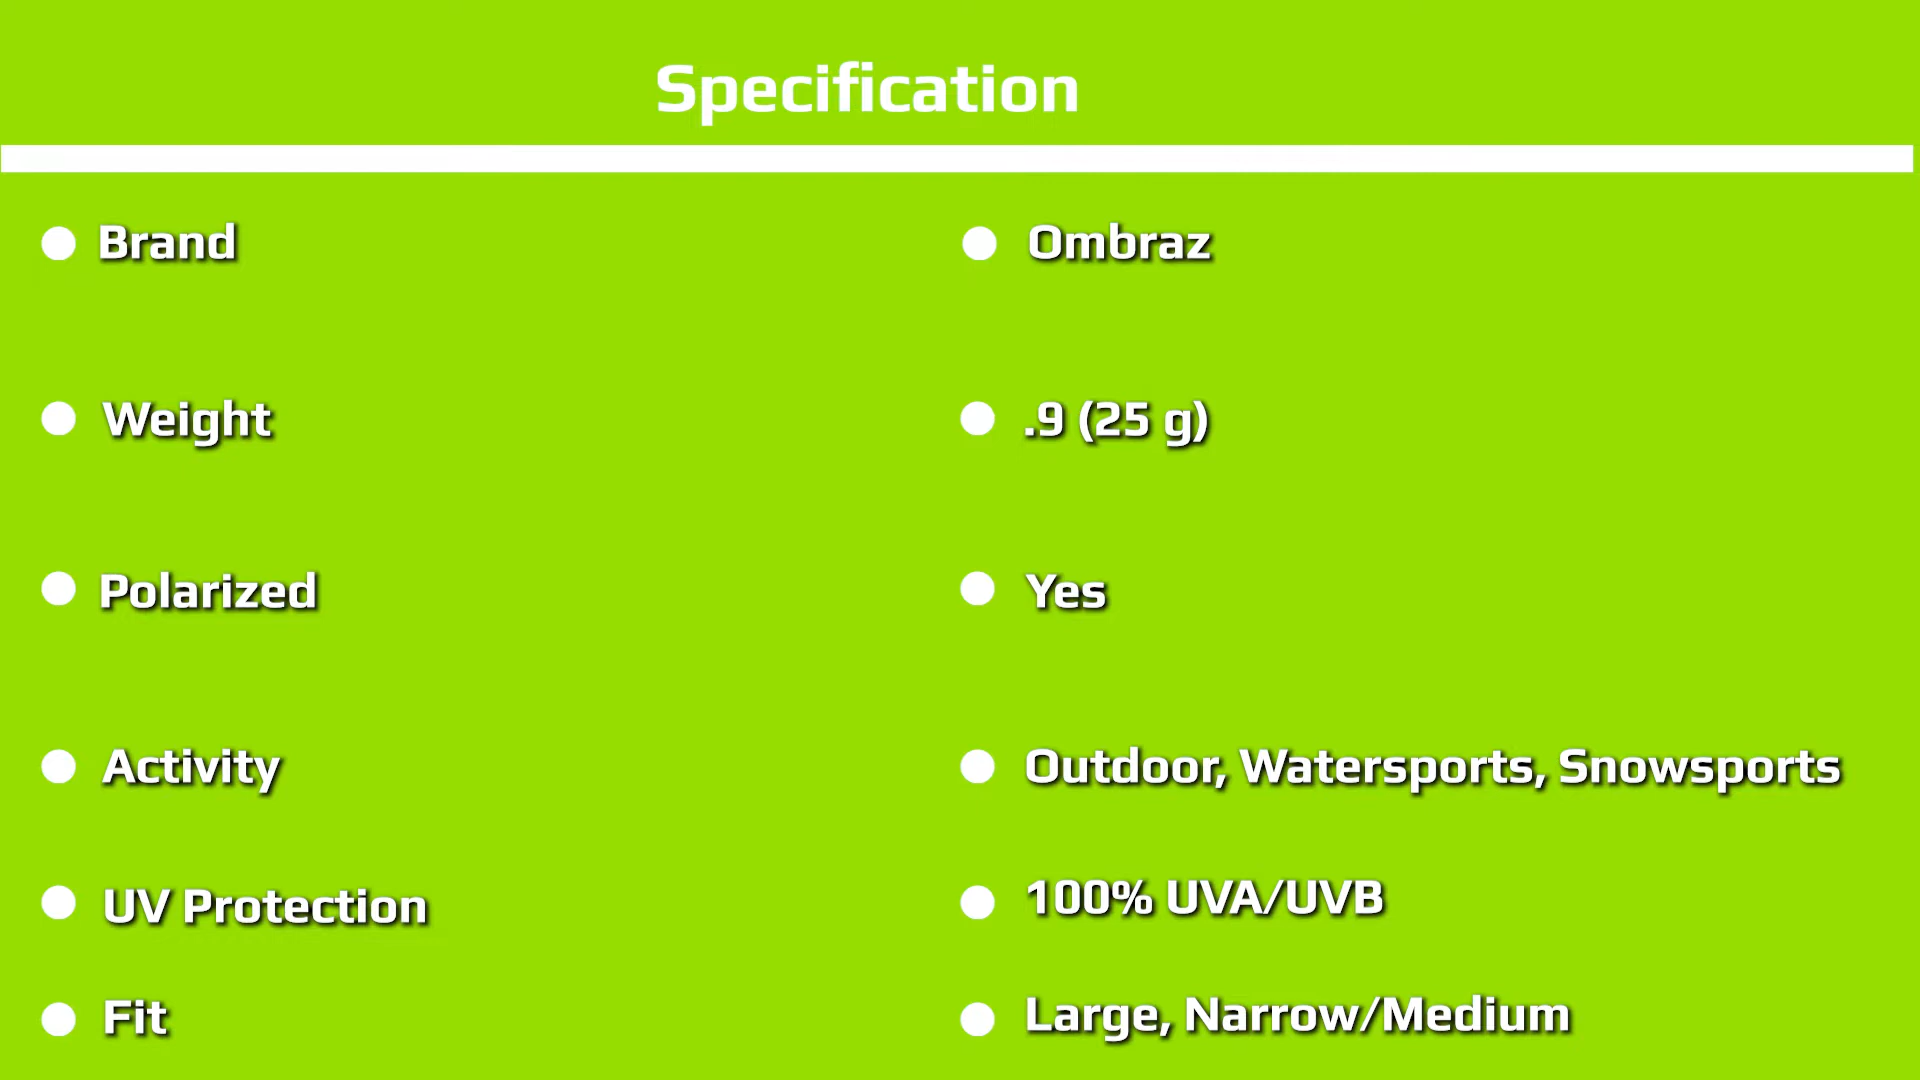 Specification
Brand
Ombraz
Weight
.9 (25 g)
Polarized
Yes
Activity
Outdoor, Watersports, Snowsports
UV Protection
100% UVA/UVB
Fit
Large, Narrow/Medium